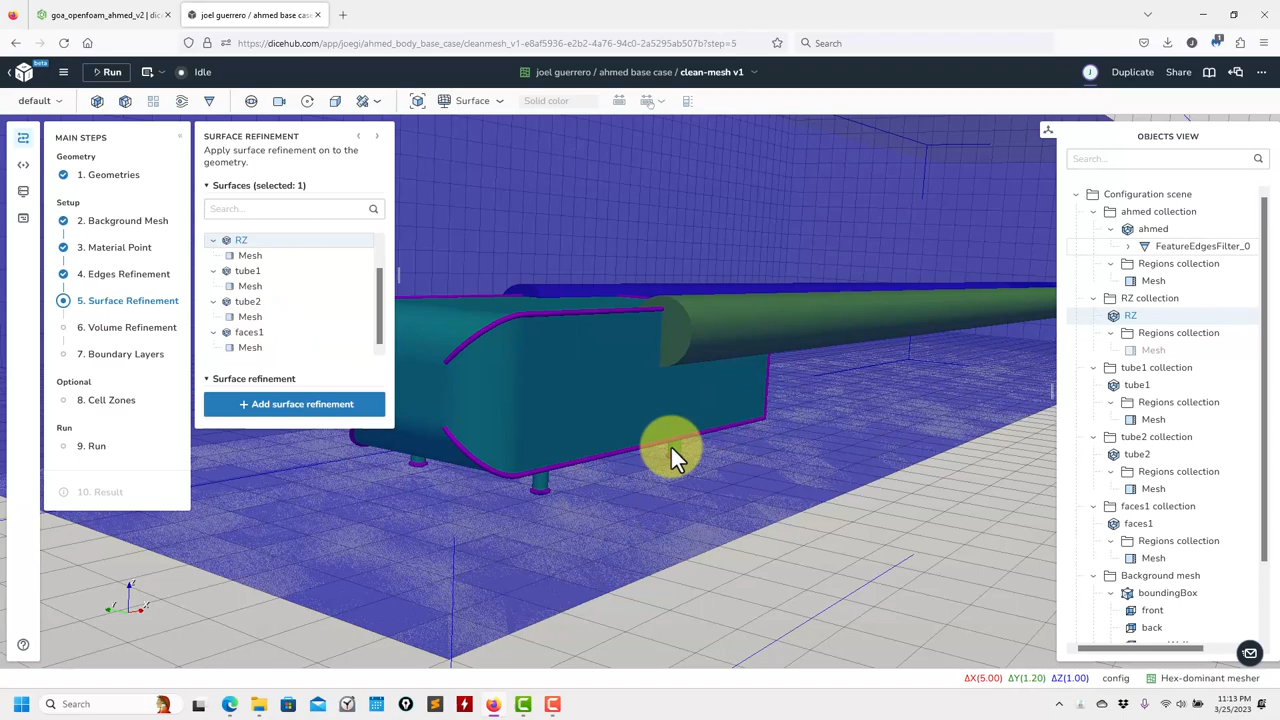 goa_openfoam_ahmed_v2 | dice
joel guerrero / ahmed base case
https://dicehub.com/app/joegi/ahmed_body_base_case/cleanmesh_v1-e8af5936-e2b2-4a76-94c0-2a5295ab507b?step=5
Search
beta
Run
Idle
joel guerrero / ahmed base case / clean-mesh v1
J
Duplicate
Share
default
Surface
Solid color
MAIN STEPS
Geometry
1. Geometries
Setup
2. Background Mesh
3. Material Point
4. Edges Refinement
5. Surface Refinement
6. Volume Refinement
7. Boundary Layers
Optional
8. Cell Zones
Run
9. Run
10. Result
SURFACE REFINEMENT
Apply surface refinement on to the
geometry.
Surfaces (selected: 1)
Search...
RZ
Mesh
tube1
Mesh
tube2
Mesh
faces1
Mesh
Surface refinement
+ Add surface refinement
OBJECTS VIEW
Search...
Configuration scene
ahmed collection
ahmed
FeatureEdgesFilter_0
Regions collection
Mesh
RZ collection
RZ
Regions collection
Mesh
tube1 collection
tube1
Regions collection
Mesh
tube2 collection
tube2
Regions collection
Mesh
faces1 collection
faces1
Regions collection
Mesh
Background mesh
boundingBox
front
back
ΔX(5.00) ΔY(1.20) ΔZ(1.00) config Hex-dominant mesher
Search
11:13 PM
3/25/2023